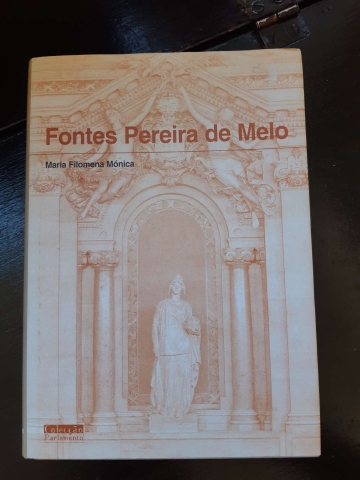 Fontes Pereira de Melo
Maria Filomena Mónica
Colecção
Parlamento